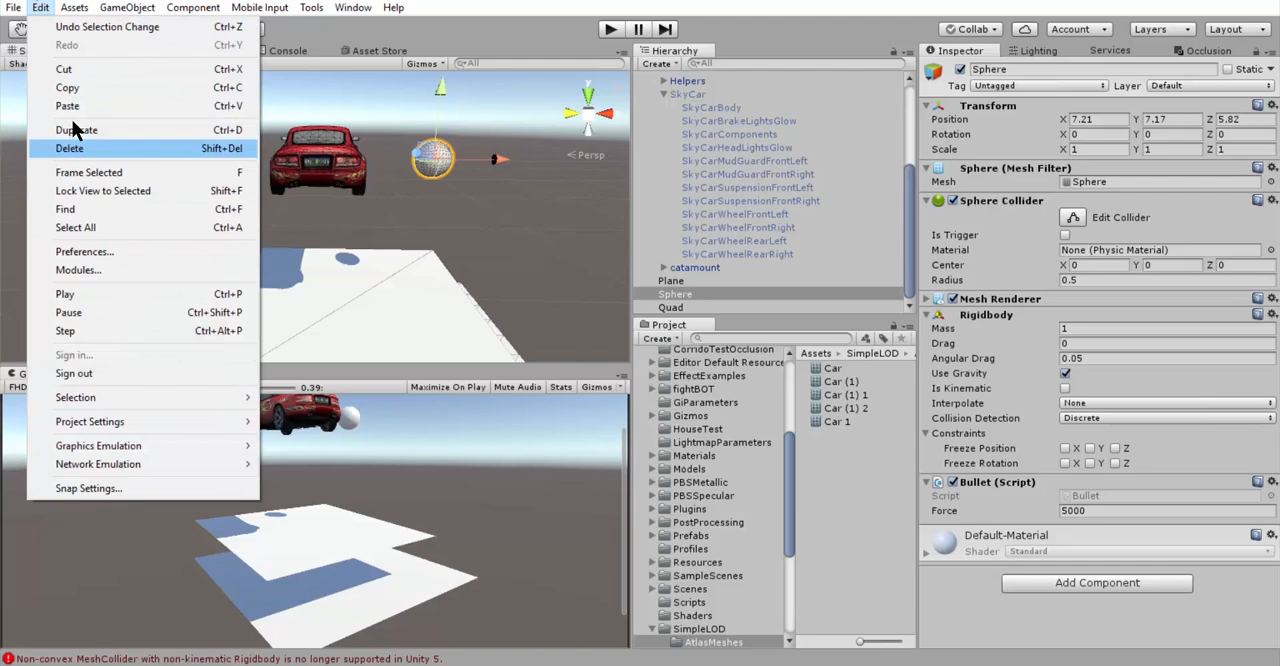 File Edit Assets GameObject Component Mobile Input Tools Window Help
Collab Account Layers Layout
Undo Selection Change Ctrl+Z
Redo Ctrl+Y
Cut Ctrl+X
Copy Ctrl+C
Paste Ctrl+V
Duplicate Ctrl+D
Delete Shift+Del
Frame Selected F
Lock View to Selected Shift+F
Find Ctrl+F
Select All Ctrl+A
Preferences...
Modules...
Play Ctrl+P
Pause Ctrl+Shift+P
Step Ctrl+Alt+P
Sign in...
Sign out
Selection
Project Settings
Graphics Emulation
Network Emulation
Snap Settings...
Console Asset Store
Gizmos All
y
Persp
0.39: Maximize On Play Mute Audio Stats Gizmos
Hierarchy
Create All
Helpers
SkyCar
SkyCarBody
SkyCarBrakeLightsGlow
SkyCarComponents
SkyCarHeadLightsGlow
SkyCarMudGuardFrontLeft
SkyCarMudGuardFrontRight
SkyCarSuspensionFrontLeft
SkyCarSuspensionFrontRight
SkyCarWheelFrontLeft
SkyCarWheelFrontRight
SkyCarWheelRearLeft
SkyCarWheelRearRight
catamount
Plane
Sphere
Quad
Project
Create
CorridoTestOcclusion
Editor Default Resource
EffectExamples
fightBOT
GiParameters
Gizmos
HouseTest
LightmapParameters
Materials
Models
PBSMetallic
PBSSpecular
Plugins
PostProcessing
Prefabs
Profiles
Resources
SampleScenes
Scenes
Scripts
Shaders
SimpleLOD
AtlasMeshes
Assets SimpleLOD
Car
Car (1)
Car (1) 1
Car (1) 2
Car 1
Inspector Lighting Services Occlusion
Sphere Static
Tag Untagged Layer Default
Transform
Position X 7.21 Y 7.17 Z 5.82
Rotation X 0 Y 0 Z 0
Scale X 1 Y 1 Z 1
Sphere (Mesh Filter)
Mesh Sphere
Sphere Collider
Edit Collider
Is Trigger
Material None (Physic Material)
Center X 0 Y 0 Z 0
Radius 0.5
Mesh Renderer
Rigidbody
Mass 1
Drag 0
Angular Drag 0.05
Use Gravity
Is Kinematic
Interpolate None
Collision Detection Discrete
Constraints
Freeze Position X Y Z
Freeze Rotation X Y Z
Bullet (Script)
Script Bullet
Force 5000
Default-Material
Shader Standard
Add Component
Non-convex MeshCollider with non-kinematic Rigidbody is no longer supported in Unity 5.